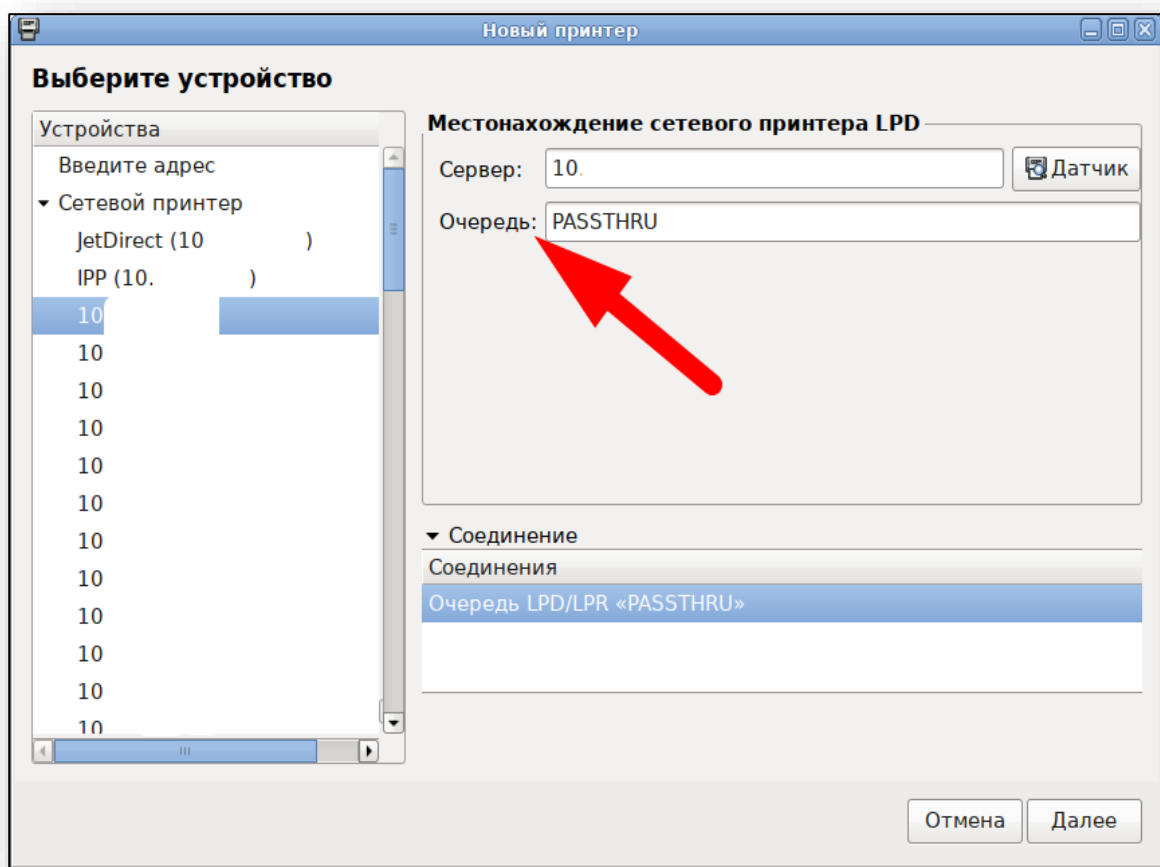 Новый принтер
Выберите устройство
Устройства
Введите адрес
Сетевой принтер
JetDirect (10 )
IPP (10. )
10
10
10
10
10
10
10
10
10
10
10
10
Местонахождение сетевого принтера LPD
Сервер: 10. Датчик
Очередь: PASSTHRU
Соединение
Соединения
Очередь LPD/LPR «PASSTHRU»
Отмена Далее